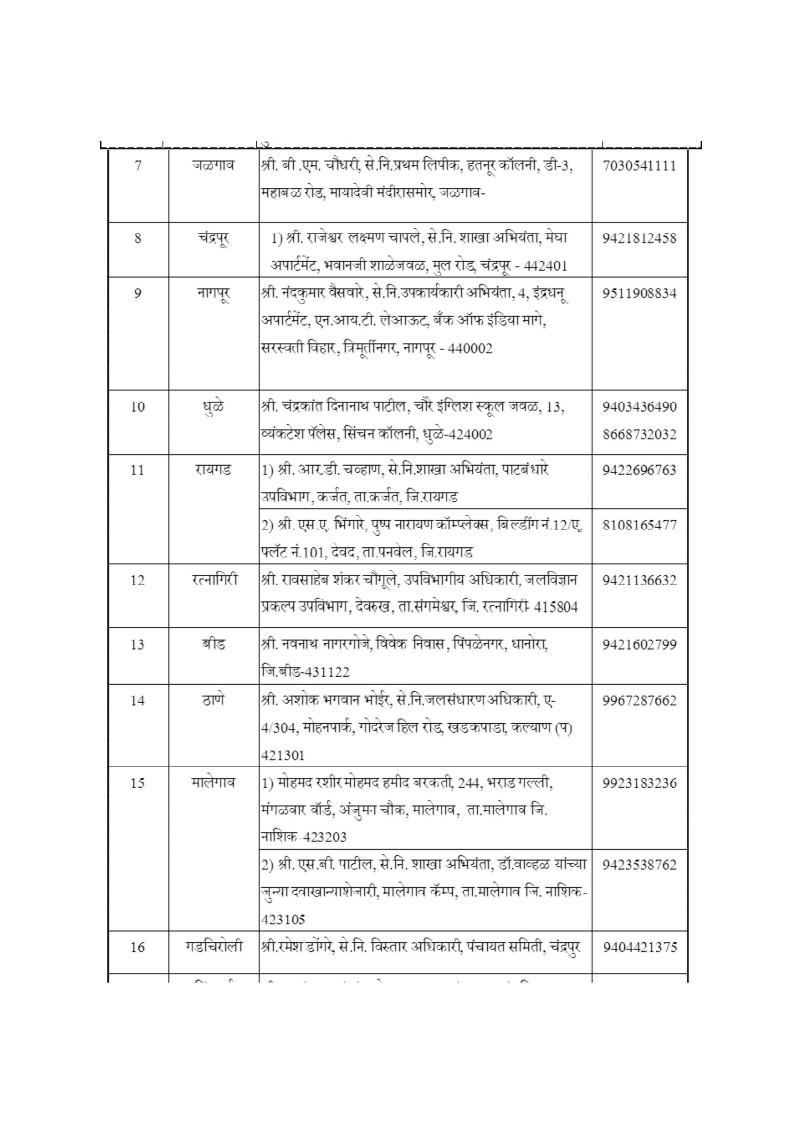 7 जळगाव श्री. बी .एम. चौधरी, से.नि.प्रथम लिपीक, हतनूर कॉलनी, डी-3, 7030541111
महाबळ रोड, मायादेवी मंदीरासमोर, जळगाव-
8 चंद्रपूर 1) श्री. राजेश्वर लक्ष्मण चापले, से.नि. शाखा अभियंता, मेघा 9421812458
अपार्टमेंट, भवानजी शाळेजवळ, मुल रोड, चंद्रपूर - 442401
9 नागपूर श्री. नंदकुमार वैसवारे, से.नि.उपकार्यकारी अभियंता, 4, इंद्रधनू 9511908834
अपार्टमेंट, एन.आय.टी. लेआऊट, बँक ऑफ इंडिया मागे,
सरस्वती विहार, त्रिमूर्तीनगर, नागपूर - 440002
10 धुळे श्री. चंद्रकांत दिनानाथ पाटील, चौरे इंग्लिश स्कूल जवळ, 13, 9403436490
व्यंकटेश पॅलेस, सिंचन कॉलनी, धुळे-424002 8668732032
11 रायगड 1) श्री. आर.डी. चव्हाण, से.नि.शाखा अभियंता, पाटबंधारे 9422696763
उपविभाग, कर्जत, ता.कर्जत, जि.रायगड
2) श्री. एस.ए. भिंगारे, पुष्प नारायण कॉम्प्लेक्स, बिल्डींग नं.12/ए, 8108165477
फ्लॅट नं.101, देवद, ता.पनवेल, जि.रायगड
12 रत्नागिरी श्री. रावसाहेब शंकर चौगूले, उपविभागीय अधिकारी, जलविज्ञान 9421136632
प्रकल्प उपविभाग, देवरुख, ता.संगमेश्वर, जि. रत्नागिरी- 415804
13 बीड श्री. नवनाथ नागरगोजे, विवेक निवास, पिंपळेनगर, धानोरा, 9421602799
जि.बीड-431122
14 ठाणे श्री. अशोक भगवान भोईर, से.नि.जलसंधारण अधिकारी, ए- 9967287662
4/304, मोहनपार्क, गोदरेज हिल रोड, खडकपाडा, कल्याण (प)
421301
15 मालेगाव 1) मोहमद रशीर मोहमद हमीद बरकती, 244, भराड गल्ली, 9923183236
मंगळवार वॉर्ड, अंजुमन चौक, मालेगाव, ता.मालेगाव जि.
नाशिक-423203
2) श्री. एस.बी. पाटील, से.नि. शाखा अभियंता, डॉ.वाव्हळ यांच्या 9423538762
जुन्या दवाखान्याशेजारी, मालेगाव कॅम्प, ता.मालेगाव जि. नाशिक-
423105
16 गडचिरोली श्री.रमेश डोंगरे, से.नि. विस्तार अधिकारी, पंचायत समिती, चंद्रपुर 9404421375